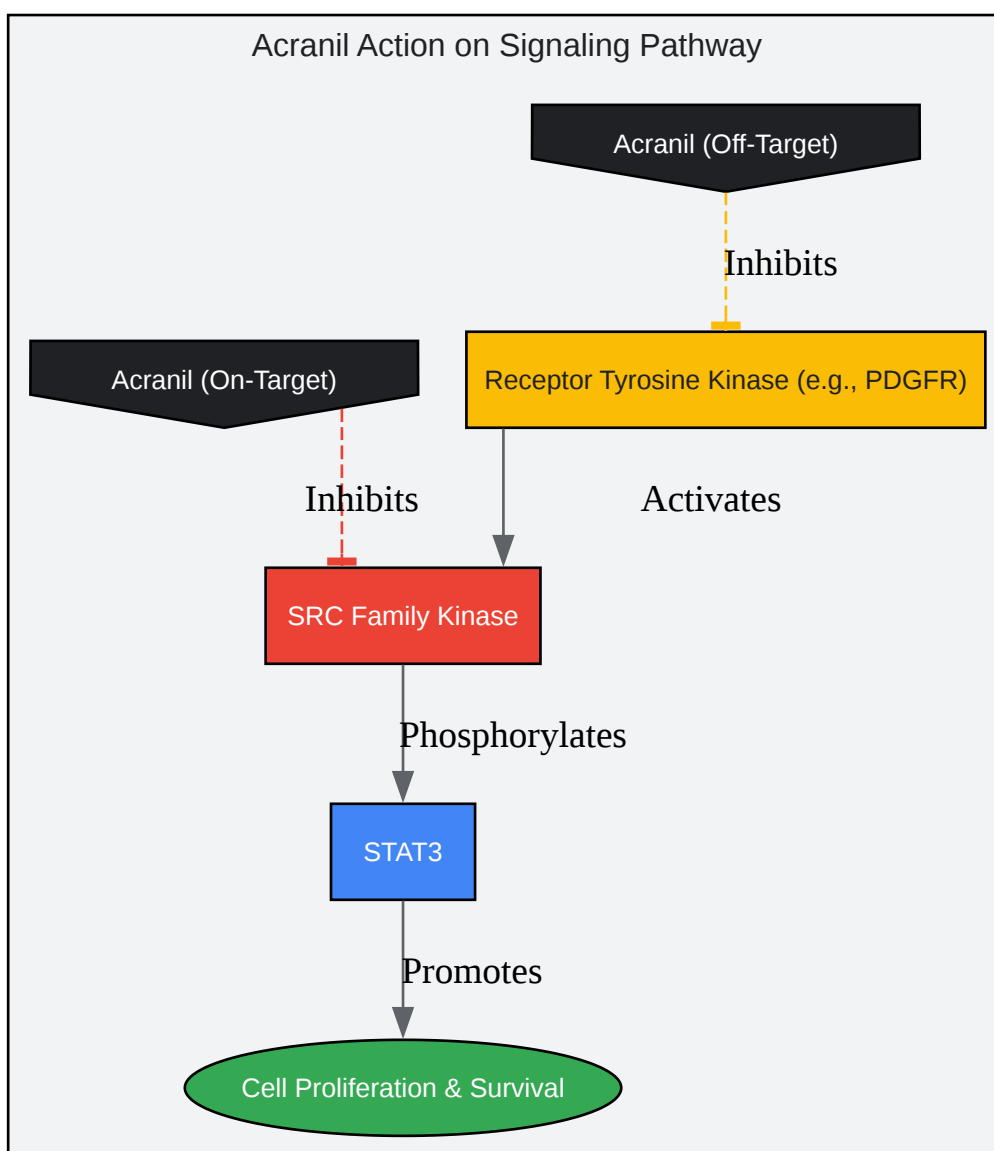 Acranil Action on Signaling Pathway
Acranil (Off-Target)
Inhibits
Acranil (On-Target)
Receptor Tyrosine Kinase (e.g., PDGFR)
Inhibits
Activates
SRC Family Kinase
Phosphorylates
STAT3
Promotes
Cell Proliferation & Survival